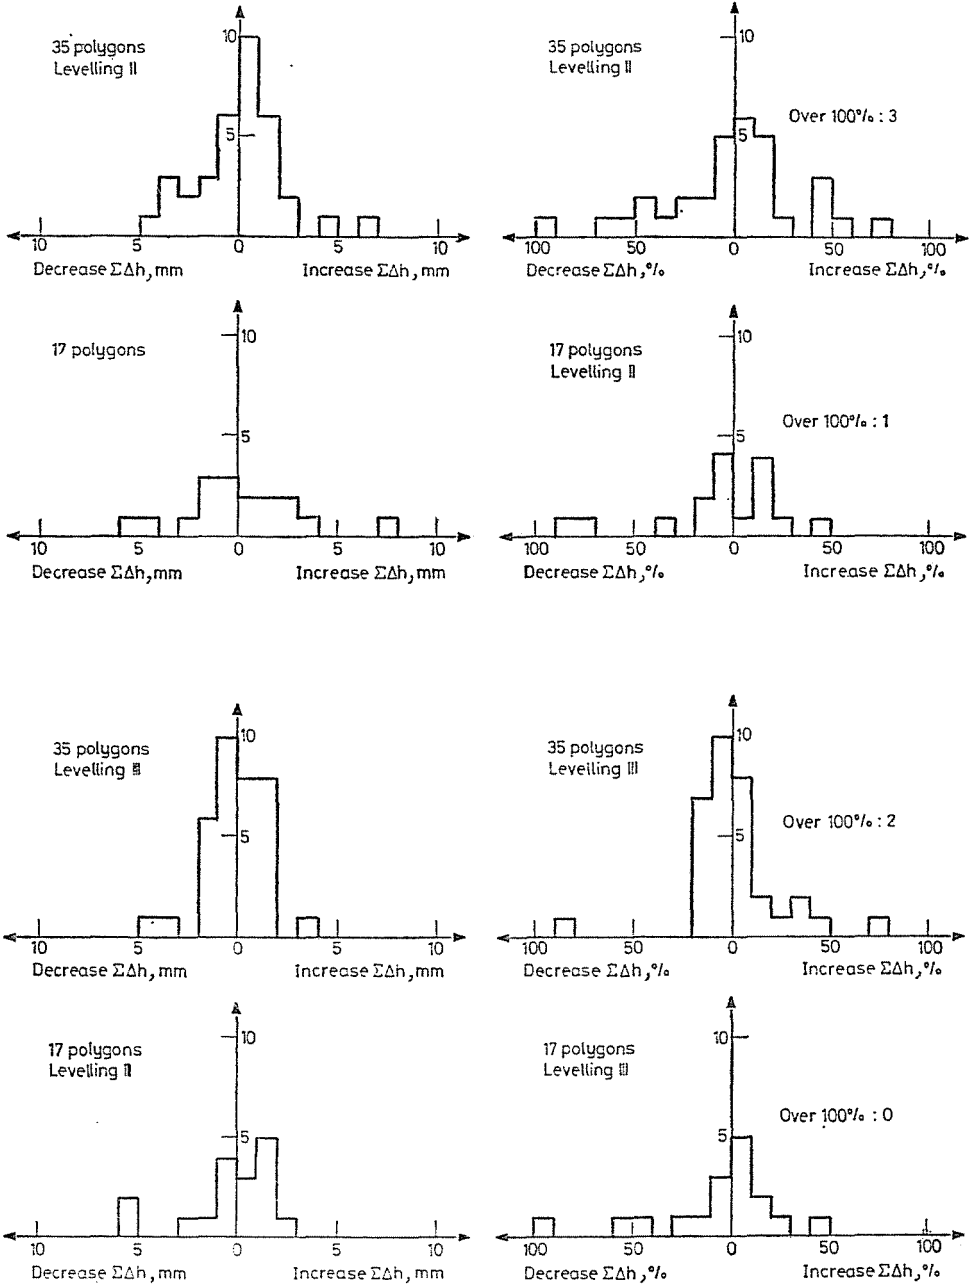 35 polygons
Levelling II
10
5
10 5 0 5 10
Decrease ΣΔh, mm Increase ΣΔh, mm
35 polygons
Levelling II
10
5
Over 100% : 3
100 50 0 50 100
Decrease ΣΔh, % Increase ΣΔh, %
17 polygons
10
5
10 5 0 5 10
Decrease ΣΔh, mm Increase ΣΔh, mm
17 polygons
Levelling II
10
5
Over 100% : 1
100 50 0 50 100
Decrease ΣΔh, % Increase ΣΔh, %
35 polygons
Levelling
10
5
10 5 0 5 10
Decrease ΣΔh, mm Increase ΣΔh, mm
35 polygons
Levelling III
10
5
Over 100% : 2
100 50 0 50 100
Decrease ΣΔh, % Increase ΣΔh, %
17 polygons
Levelling
10
5
10 5 0 5 10
Decrease ΣΔh, mm Increase ΣΔh, mm
17 polygons
Levelling III
10
5
Over 100% : 0
100 50 0 50 100
Decrease ΣΔh, % Increase ΣΔh, %